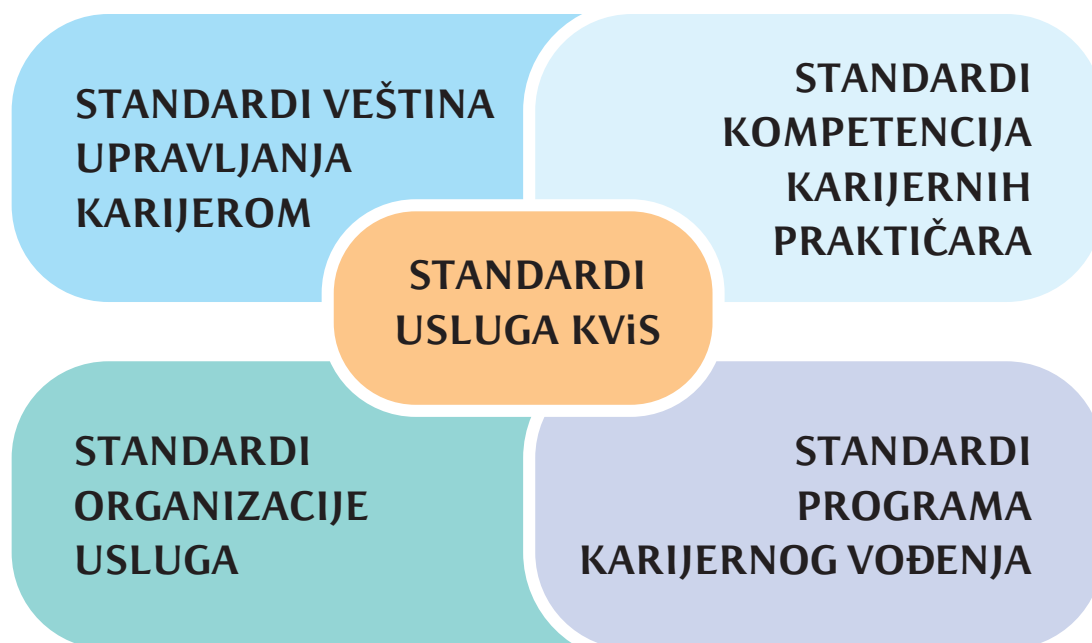 STANDARDI VEŠTINA
UPRAVLJANJA
KARIJEROM
STANDARDI
KOMPETENCIJA
KARIJERNIH
PRAKTIČARA
STANDARDI
USLUGA KViS
STANDARDI
ORGANIZACIJE
USLUGA
STANDARDI
PROGRAMA
KARIJERNOG VOĐENJA